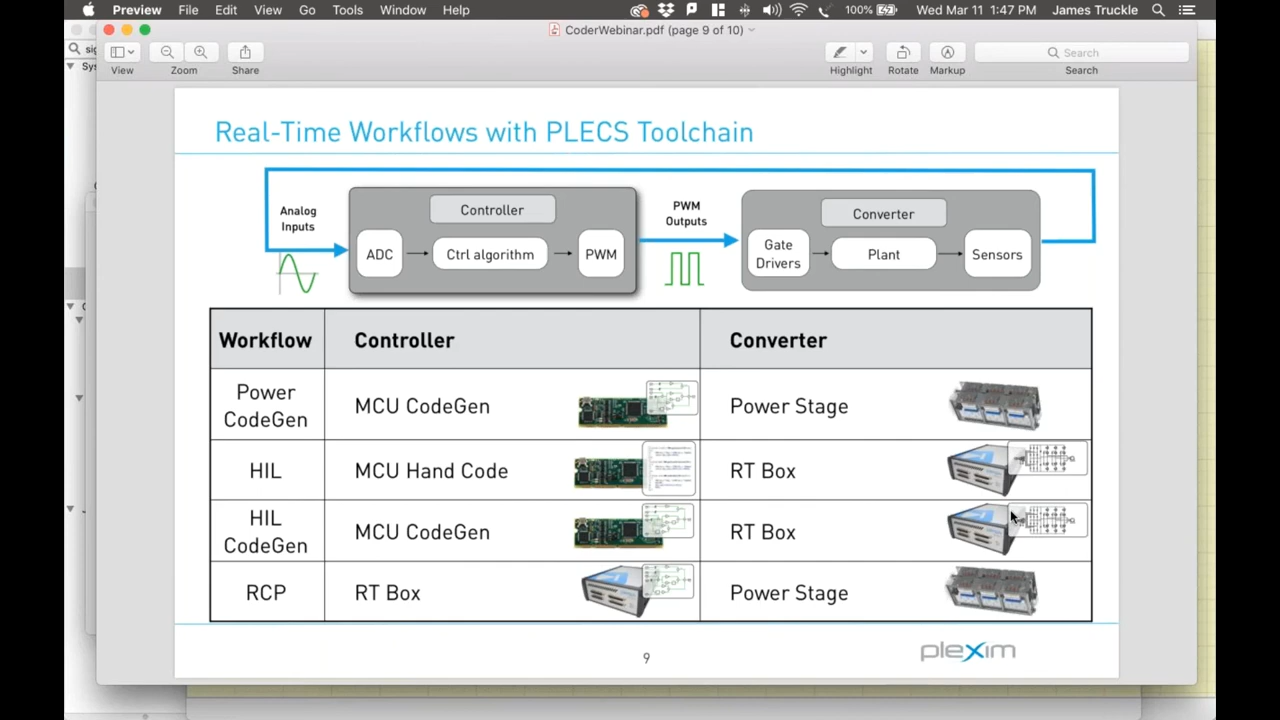 Preview File Edit View Go Tools Window Help 100% Wed Mar 11 1:47 PM James Truckle
CoderWebinar.pdf (page 9 of 10)
sig
View Zoom Share Highlight Rotate Markup Search
Search
Sys
Real-Time Workflows with PLECS Toolchain
Analog
Inputs
Controller
ADC
Ctrl algorithm
PWM
PWM
Outputs
Converter
Gate
Drivers
Plant
Sensors
Workflow Controller Converter
Power
CodeGen
MCU CodeGen
Power Stage
HIL
MCU Hand Code
RT Box
HIL
CodeGen
MCU CodeGen
RT Box
RCP
RT Box
Power Stage
9
plexim